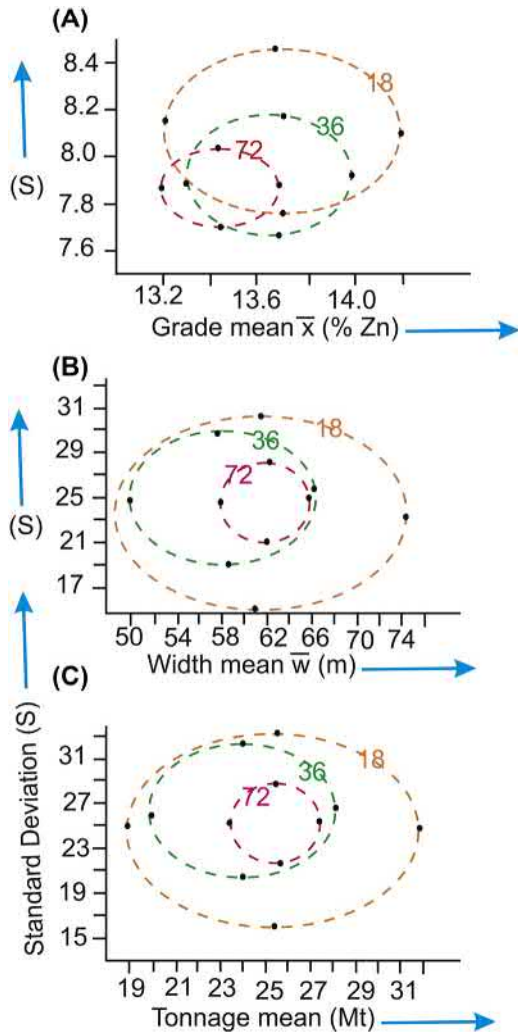 (A)
8.4
8.2
8.0
7.8
7.6
(S)
18
36
72
13.2 13.6 14.0
Grade mean x̅ (% Zn)
(B)
31
29
25
21
17
(S)
18
36
72
50 54 58 62 66 70 74
Width mean w̅ (m)
(C)
31
27
23
19
15
Standard Deviation (S)
18
36
72
19 21 23 25 27 29 31
Tonnage mean (Mt)